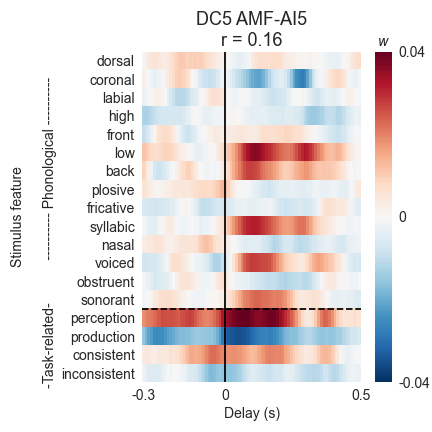 DC5 AMF-AI5
r = 0.16
w
dorsal
coronal
labial
high
front
low
back
plosive
fricative
syllabic
nasal
voiced
obstruent
sonorant
perception
production
consistent
inconsistent
Stimulus feature
---------- Phonological ----------
-Task-related-
0.04
0
-0.04
-0.3
0
0.5
Delay (s)